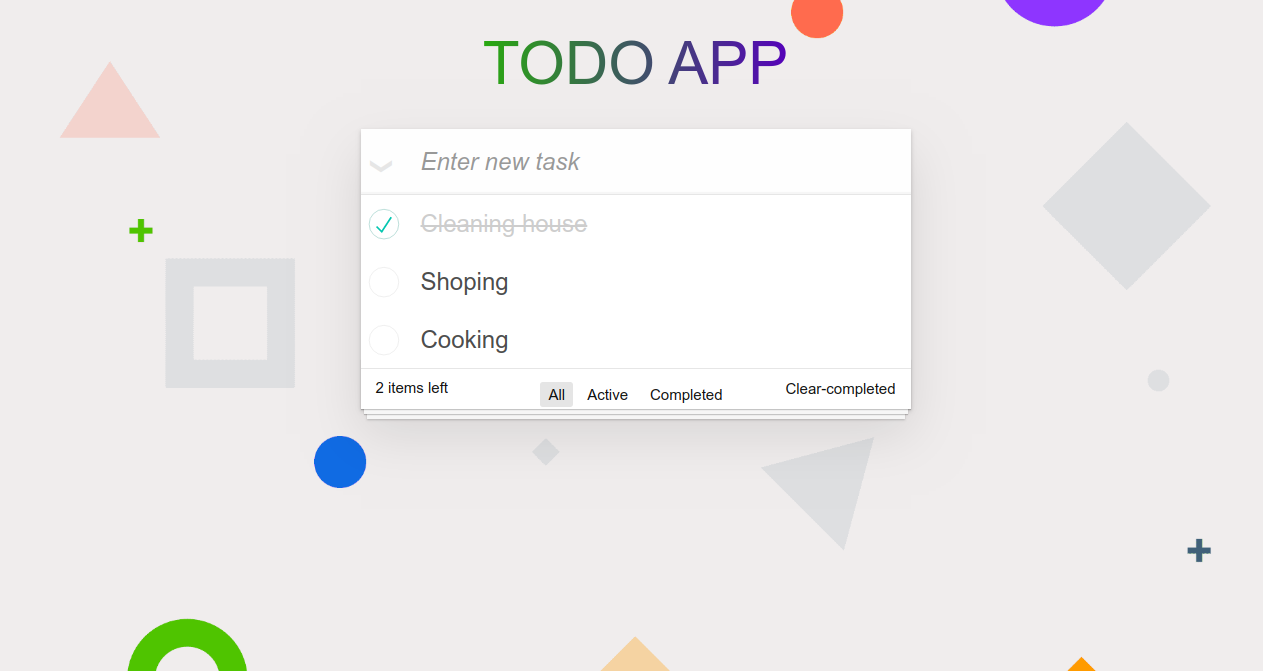 TODO APP
Enter new task
Cleaning house
Shoping
Cooking
2 items left All Active Completed Clear-completed